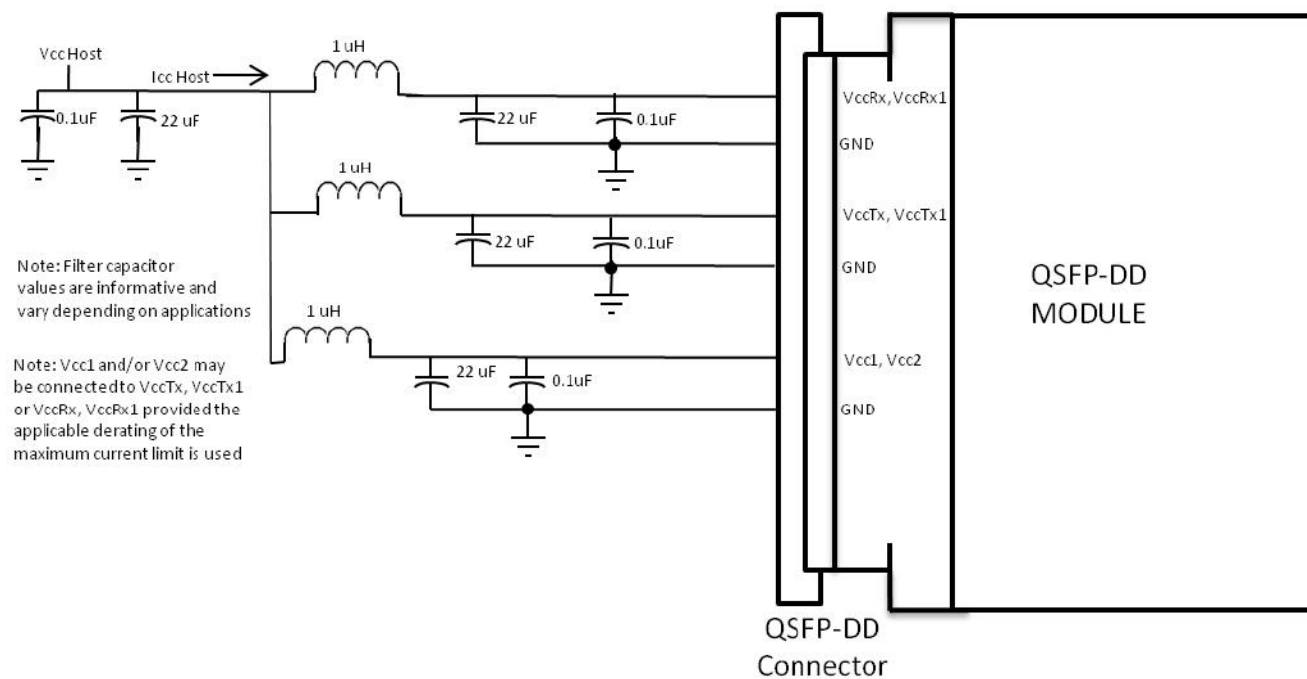 Vcc Host
Icc Host
0.1uF
22 uF
1 uH
22 uF
0.1uF
VccRx, VccRx1
GND
1 uH
22 uF
0.1uF
VccTx, VccTx1
GND
Note: Filter capacitor
values are informative and
vary depending on applications
1 uH
22 uF
0.1uF
Vcc1, Vcc2
GND
Note: Vcc1 and/or Vcc2 may
be connected to VccTx, VccTx1
or VccRx, VccRx1 provided the
applicable derating of the
maximum current limit is used
QSFP-DD
MODULE
QSFP-DD
Connector